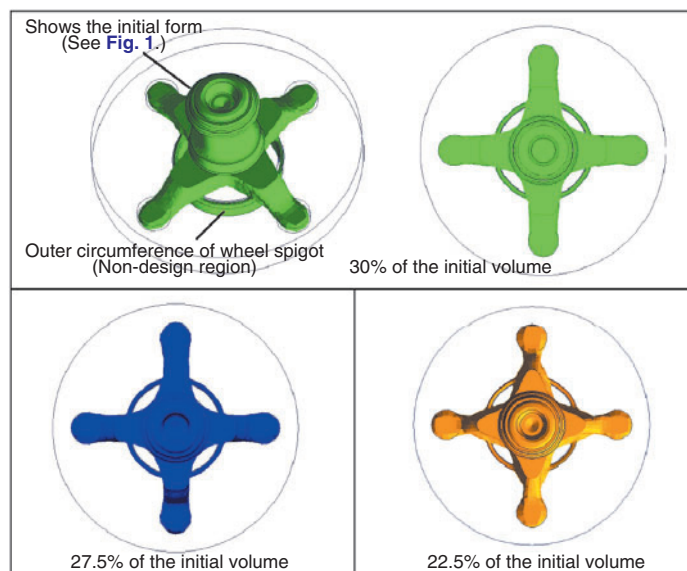 Shows the initial form
(See Fig. 1.)
Outer circumference of wheel spigot
(Non-design region)
30% of the initial volume
27.5% of the initial volume
22.5% of the initial volume